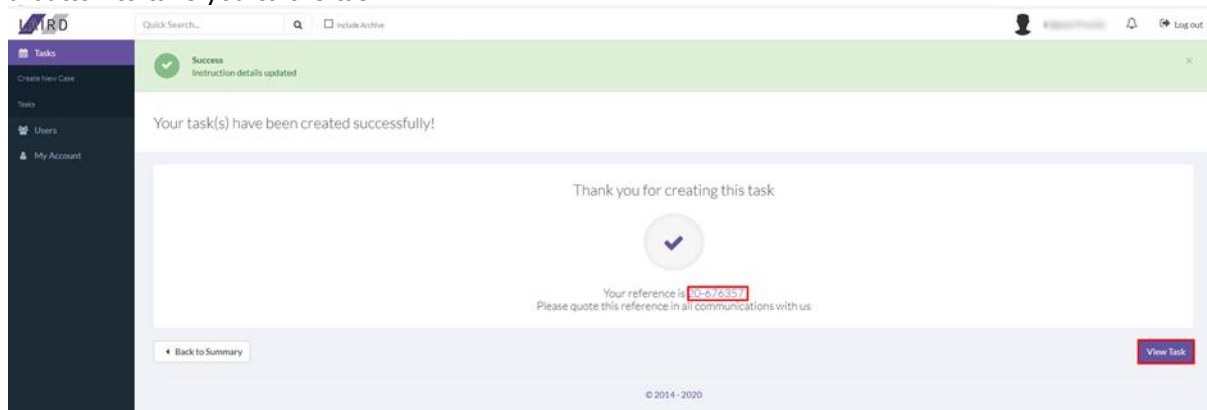 LAIRD
Quick Search...
Include Archive
Log out
Tasks
Create New Case
Tasks
Users
My Account
Success
Instruction details updated
×
Your task(s) have been created successfully!
Thank you for creating this task
Your reference is 20-676357
Please quote this reference in all communications with us
Back to Summary
View Task
© 2014 - 2020